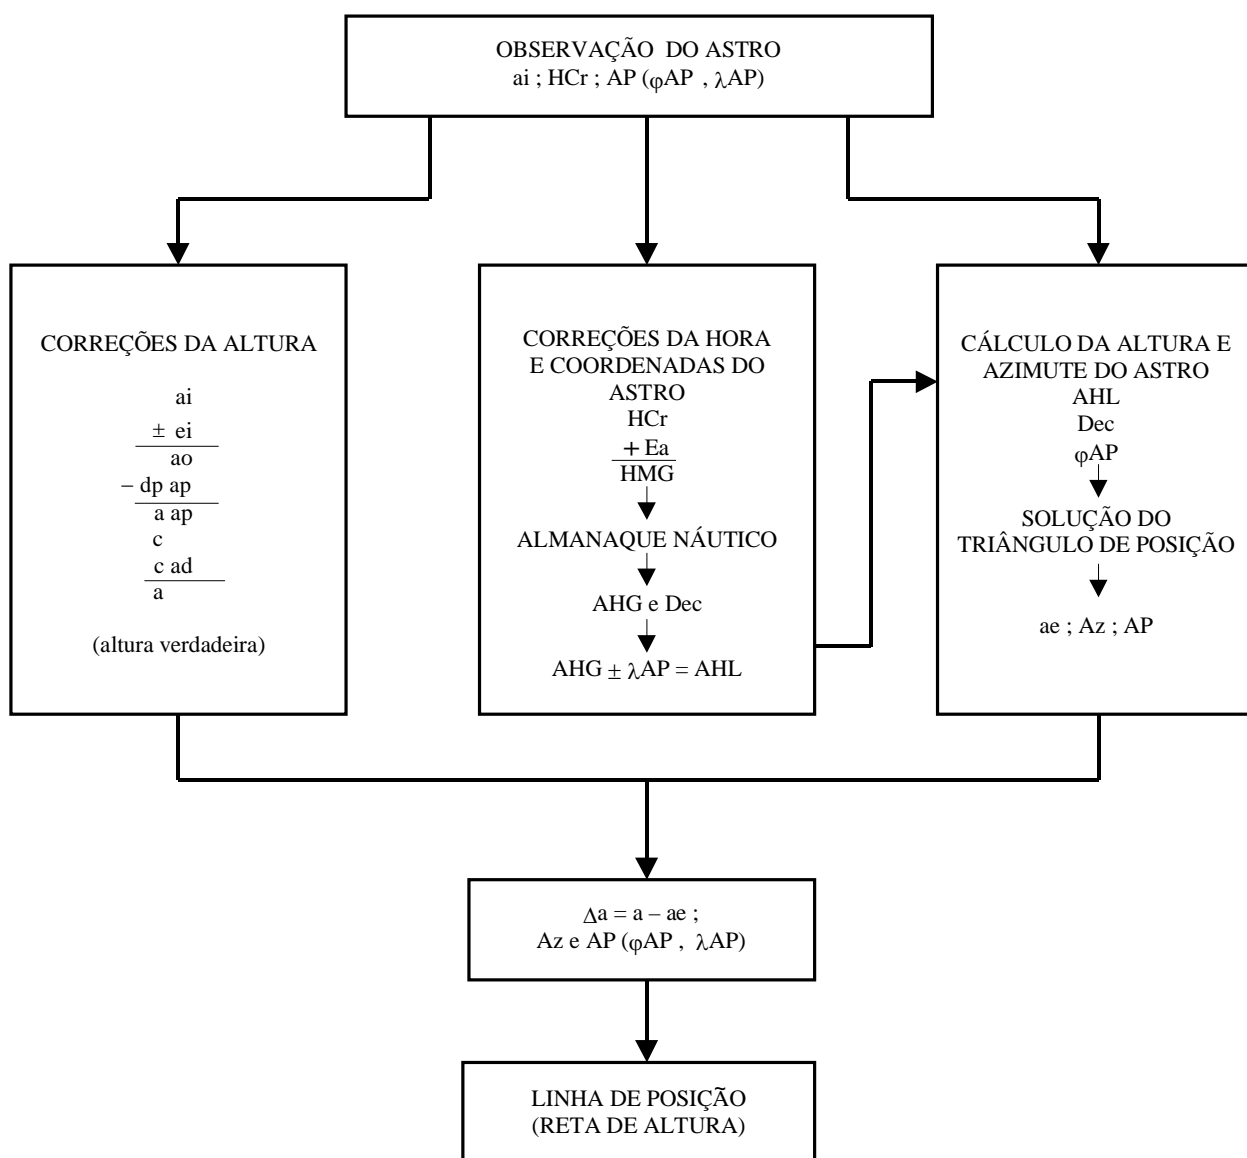 OBSERVAÇÃO DO ASTRO
ai ; HCr ; AP (φAP , λAP)
CORREÇÕES DA ALTURA
ai
± ei
ao
– dp ap
a ap
c
c ad
a
(altura verdadeira)
CORREÇÕES DA HORA
E COORDENADAS DO
ASTRO
HCr
+ Ea
HMG
ALMANAQUE NÁUTICO
AHG e Dec
AHG ± λAP = AHL
CÁLCULO DA ALTURA E
AZIMUTE DO ASTRO
AHL
Dec
φAP
SOLUÇÃO DO
TRIÂNGULO DE POSIÇÃO
ae ; Az ; AP
Δa = a – ae ;
Az e AP (φAP , λAP)
LINHA DE POSIÇÃO
(RETA DE ALTURA)